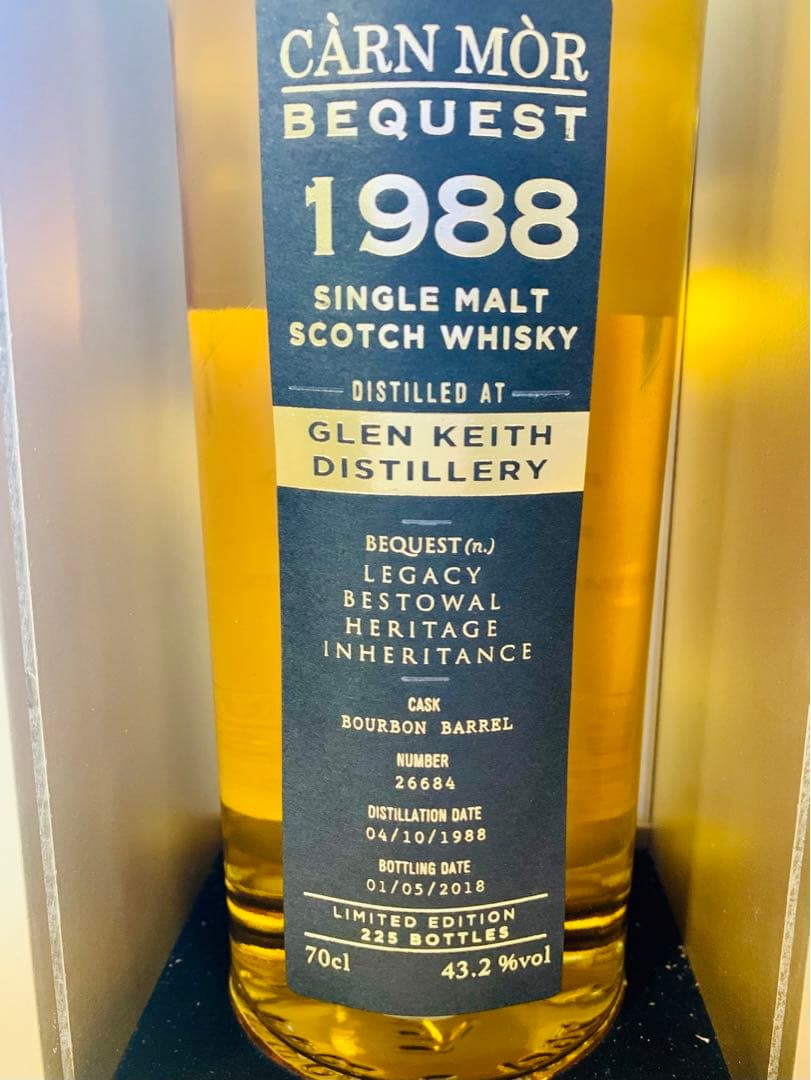 CÀRN MÒR
BEQUEST
1988
SINGLE MALT
SCOTCH WHISKY
DISTILLED AT
GLEN KEITH
DISTILLERY
BEQUEST (n.)
LEGACY
BESTOWAL
HERITAGE
INHERITANCE
CASK
BOURBON BARREL
NUMBER
26684
DISTILLATION DATE
04/10/1988
BOTTLING DATE
01/05/2018
LIMITED EDITION
225 BOTTLES
70cl 43.2 %vol